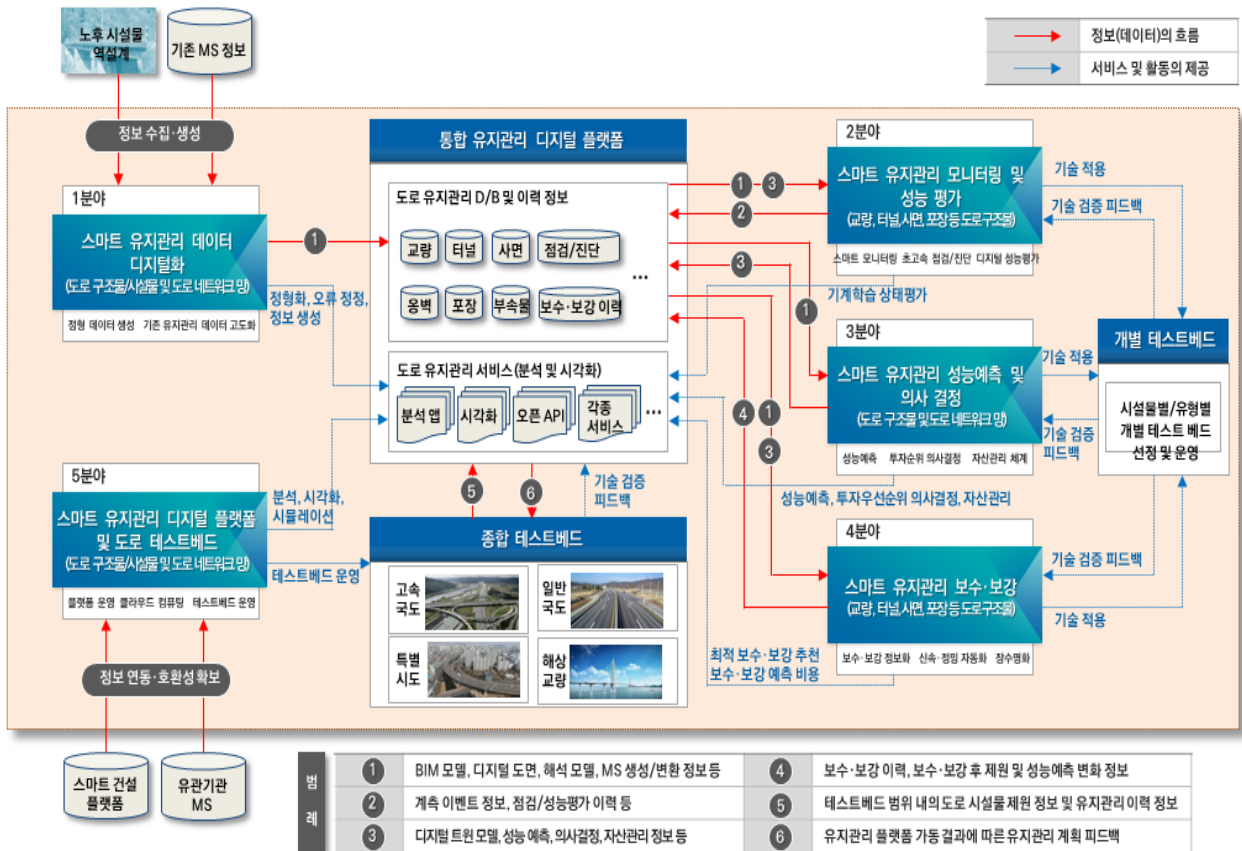 노후 시설물
역설계
기존 MS 정보
정보(데이터)의 흐름
서비스 및 활동의 제공
정보 수집·생성
1분야
스마트 유지관리 데이터
디지털화
(도로 구조물/시설물 및 도로 네트워크 망)
정형 데이터 생성 기존 유지관리 데이터 고도화
1
정형화, 오류 정정,
정보 생성
통합 유지관리 디지털 플랫폼
도로 유지관리 D/B 및 이력 정보
교량
터널
사면
점검/진단
옹벽
포장
부속물
보수·보강 이력
...
도로 유지관리 서비스(분석 및 시각화)
분석 앱
시각화
오픈 API
각종
서비스
...
1 3
2
3
1
4
1
3
2분야
스마트 유지관리 모니터링 및
성능 평가
(교량, 터널, 사면, 포장 등 도로구조물)
스마트 모니터링 초고속 점검/진단 디지털 성능평가
기계학습 상태평가
기술 적용
기술 검증 피드백
3분야
스마트 유지관리 성능예측 및
의사 결정
(도로 구조물 및 도로 네트워크 망)
성능예측 투자순위 의사결정 자산관리 체계
성능예측, 투자우선순위 의사결정, 자산관리
기술 적용
기술 검증
피드백
개별 테스트베드
시설물별/유형별
개별 테스트 베드
선정 및 운영
5분야
스마트 유지관리 디지털 플랫폼
및 도로 테스트베드
(도로 구조물/시설물 및 도로 네트워크 망)
플랫폼 운영 클라우드 컴퓨팅 테스트베드 운영
분석, 시각화,
시뮬레이션
테스트베드 운영
5
6
기술 검증
피드백
종합 테스트베드
고속
국도
일반
국도
특별
시도
해상
교량
4분야
스마트 유지관리 보수·보강
(교량, 터널, 사면, 포장 등 도로구조물)
보수·보강 정보화 신속·정밀 자동화 장수명화
기술 검증 피드백
기술 적용
최적 보수·보강 추천
보수·보강 예측 비용
정보 연동·호환성 확보
스마트 건설
플랫폼
유관기관
MS
범
례
1 BIM 모델, 디지털 도면, 해석 모델, MS 생성/변환 정보 등
2 계측 이벤트 정보, 점검/성능평가 이력 등
3 디지털 트윈 모델, 성능 예측, 의사결정, 자산관리 정보 등
4 보수·보강 이력, 보수·보강 후 제원 및 성능예측 변화 정보
5 테스트베드 범위 내의 도로 시설물 제원 정보 및 유지관리 이력 정보
6 유지관리 플랫폼 가동 결과에 따른 유지관리 계획 피드백